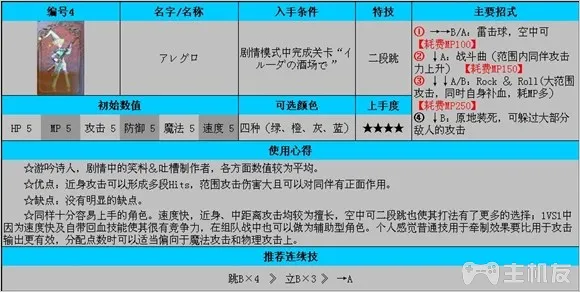 编号4
名字/名称
入手条件
特技
主要招式
アレグロ
剧情模式中完成关卡“イルーダの酒场で”
二段跳
① →→B/A：雷击球，空中可
【耗费MP100】
② ↓A：战斗曲（范围内同伴攻击
力上升）【耗费MP150】
③ ↓↓A/B：Rock & Roll(大范围
攻击，同时自身补血，耗MP多)
【耗费MP250】
④ ↓B：原地装死，可躲过大部分
敌人的攻击
初始数值
可选颜色
上手度
HP 5
MP 5
攻击 5
防御 5
魔法 5
速度 5
四种（绿、橙、灰、蓝）
★★★★
使用心得
☆吟游诗人，剧情中的笑料&吐槽制作者，各方面数值较为平均。
☆优点：近身攻击可以形成多段Hits，范围攻击伤害大且可以对同伴有正面作用。
☆缺点：没有明显的缺点。
☆同样十分容易上手的角色。速度快，近身、中距离攻击均较为擅长，空中可二段跳也使其打法有了更多的选择；1VS1中
因为速度快及自带回血技能使其很有竞争力，在组队战中也可以做为辅助型角色。个人感觉普通技用于牵制效果要比用于攻击
输出更有效，分配点数时可以适当偏向于魔法攻击和物理攻击上。
推荐连续技
跳B×4 》 立B×3 》 →A
主机友